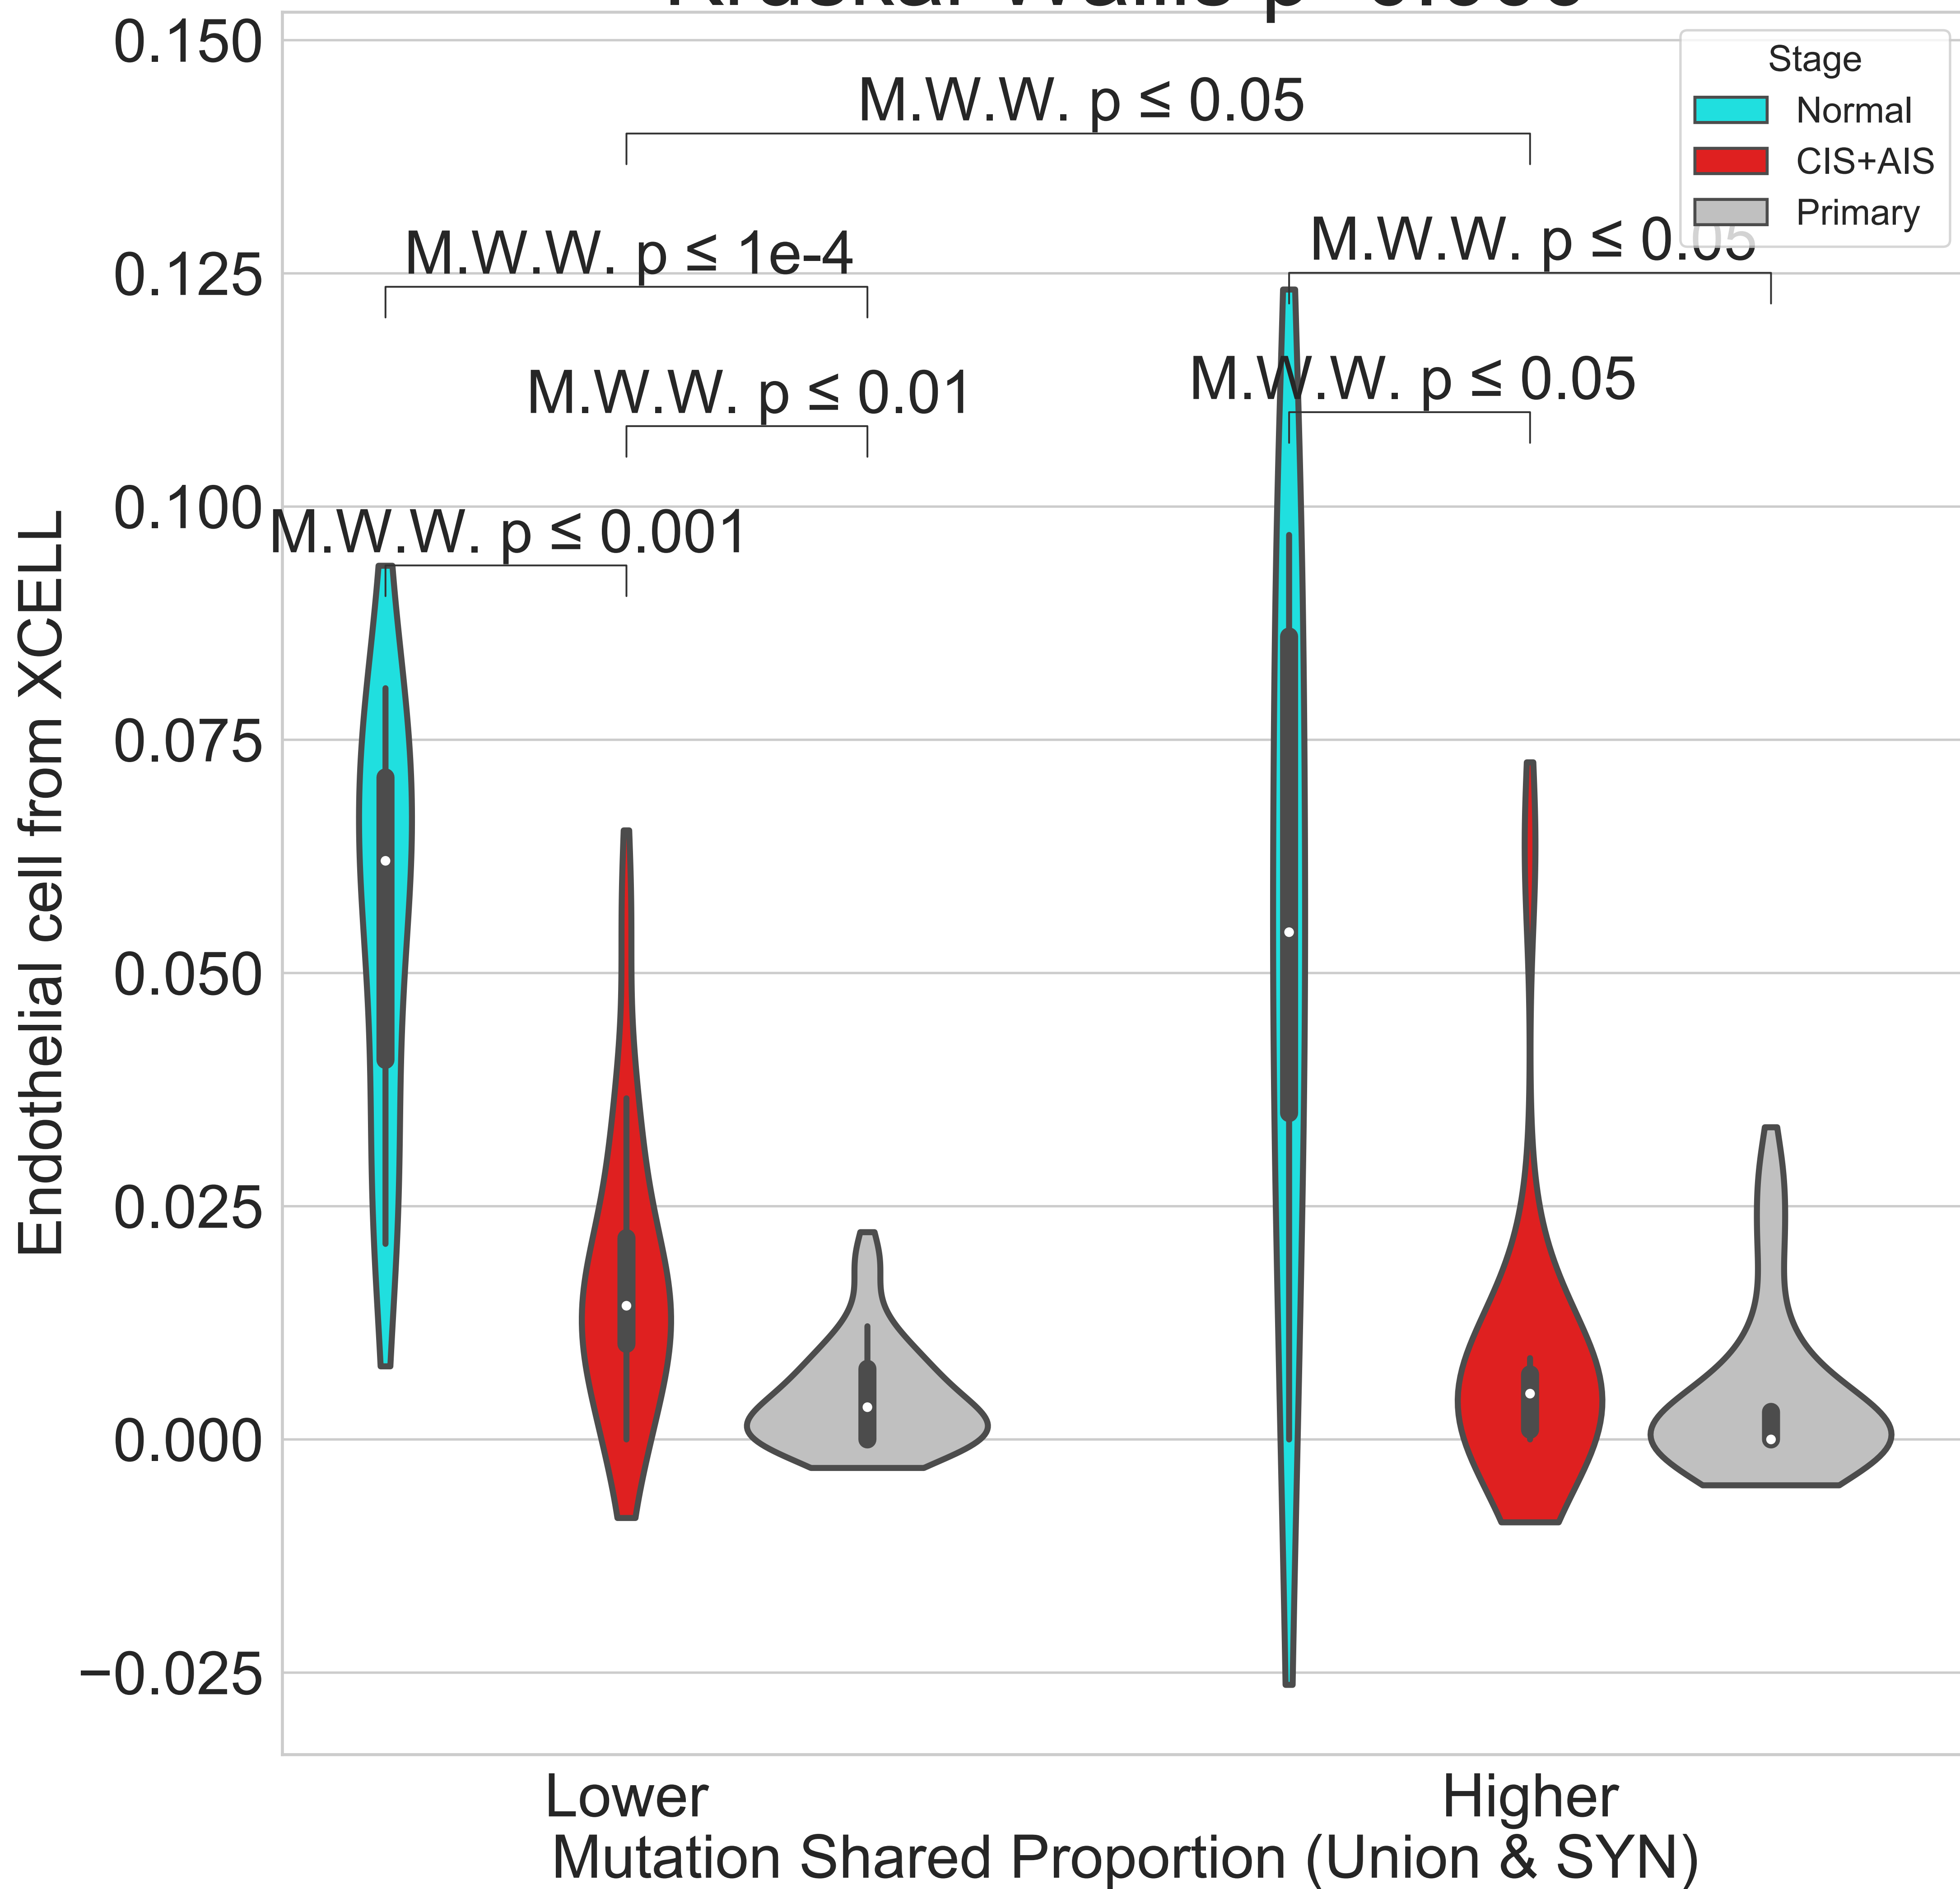 0.150
0.125
0.100
0.075
0.050
0.025
0.000
−0.025
Endothelial cell from XCELL
M.W.W. p ≤ 0.05
M.W.W. p ≤ 1e-4
M.W.W. p ≤ 0.05
M.W.W. p ≤ 0.01
M.W.W. p ≤ 0.05
M.W.W. p ≤ 0.001
Stage
Normal
CIS+AIS
Primary
Lower
Higher
Mutation Shared Proportion (Union & SYN)